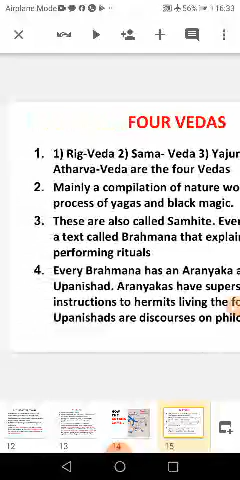 Airplane Mode 56% 16:33
FOUR VEDAS
1. 1) Rig-Veda 2) Sama- Veda 3) Yajur
Atharva-Veda are the four Vedas
2. Mainly a compilation of nature wo
process of yagas and black magic.
3. These are also called Samhite. Ever
a text called Brahmana that explain
performing rituals
4. Every Brahmana has an Aranyaka a
Upanishad. Aranyakas have supers
instructions to hermits living the fo
Upanishads are discourses on philo
12 13 14 15